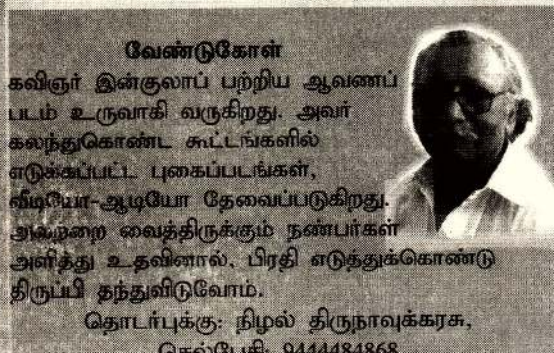 வேண்டுகோள்
கவிஞர் இன்குலாப் பற்றிய ஆவணப்
படம் உருவாகி வருகிறது. அவர்
கலந்துகொண்ட கூட்டங்களில்
எடுக்கப்பட்ட புகைப்படங்கள்,
வீடியோ-ஆடியோ தேவைப்படுகிறது.
அவற்றை வைத்திருக்கும் நண்பர்கள்
அளித்து உதவினால், பிரதி எடுத்துக்கொண்டு
திருப்பி தந்துவிடுவோம்.
தொடர்புக்கு: நிழல் திருநாவுக்கரசு,
செல்பேசி: 9444484868